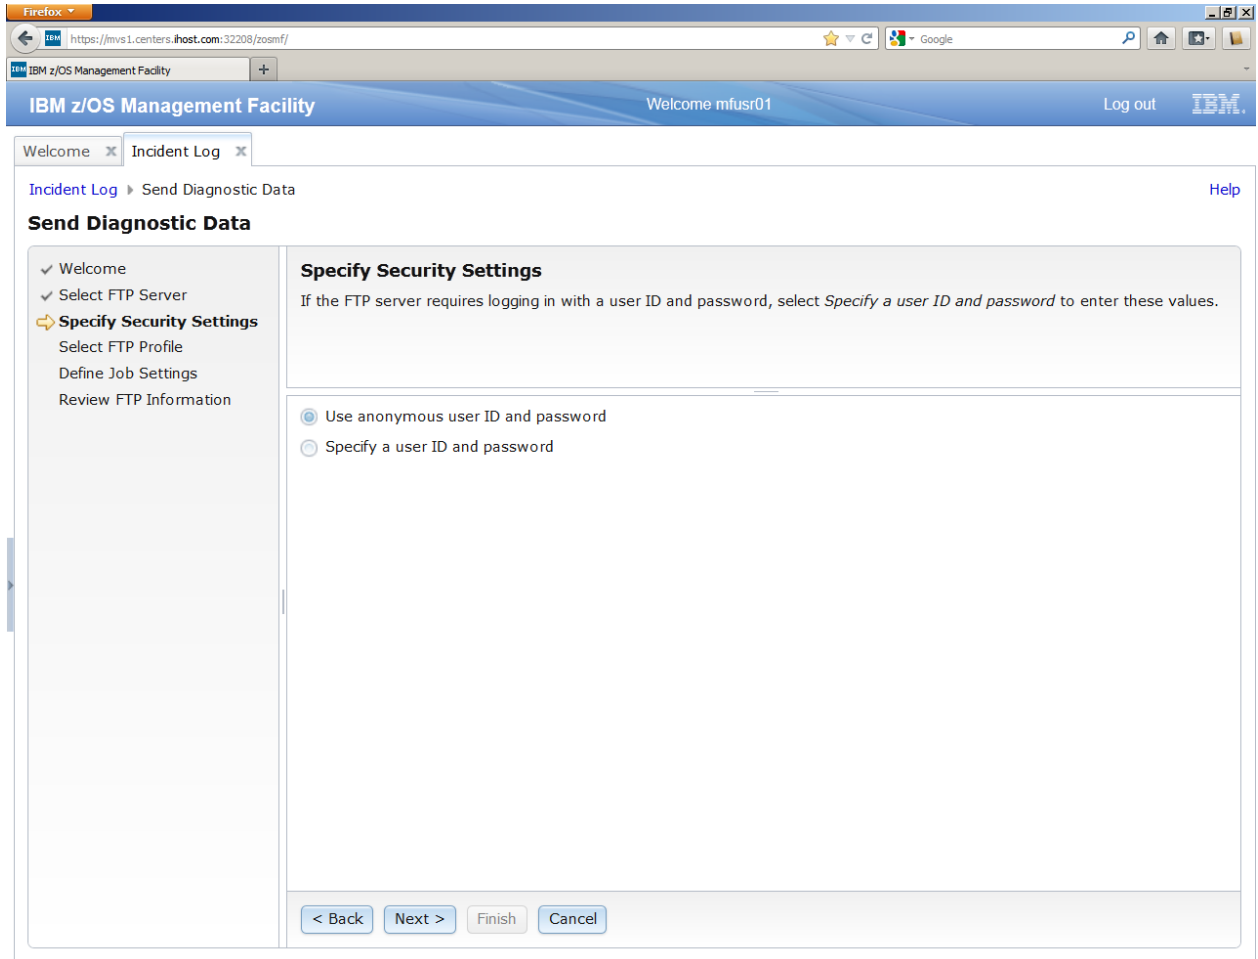 Firefox
IBM https://mvs1.centers.ihost.com:32208/zosmf/ Google
IBM IBM z/OS Management Facility +
IBM z/OS Management Facility Welcome mfusr01 Log out IBM.
Welcome x Incident Log x
Incident Log Send Diagnostic Data Help
Send Diagnostic Data
Welcome
Select FTP Server
Specify Security Settings
Select FTP Profile
Define Job Settings
Review FTP Information
Specify Security Settings
If the FTP server requires logging in with a user ID and password, select Specify a user ID and password to enter these values.
Use anonymous user ID and password
Specify a user ID and password
< Back Next > Finish Cancel